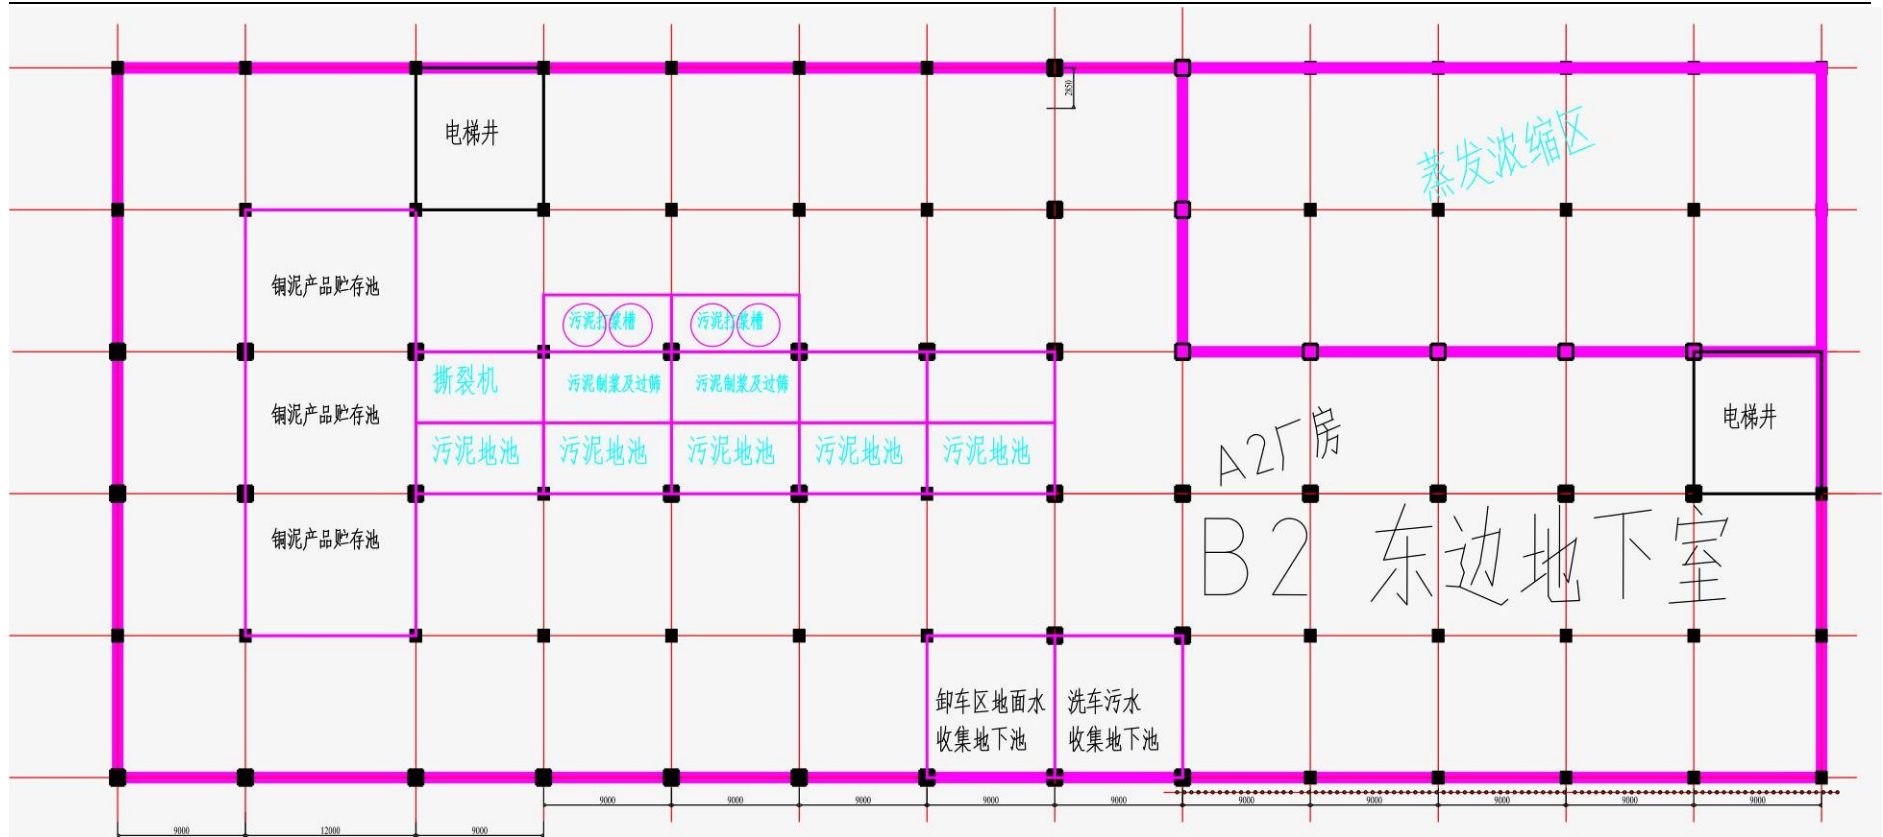 2850
电梯井
蒸发浓缩区
铜泥产品贮存池
污泥打浆槽
污泥打浆槽
撕裂机
污泥制浆及过筛
污泥制浆及过筛
铜泥产品贮存池
电梯井
A2厂房
污泥地池
污泥地池
污泥地池
污泥地池
污泥地池
铜泥产品贮存池
B2 东边地下室
卸车区地面水
收集地下池
洗车污水
收集地下池
9000
9000
9000
9000
9000
9000
9000
9000
9000
9000
9000
12000
9000